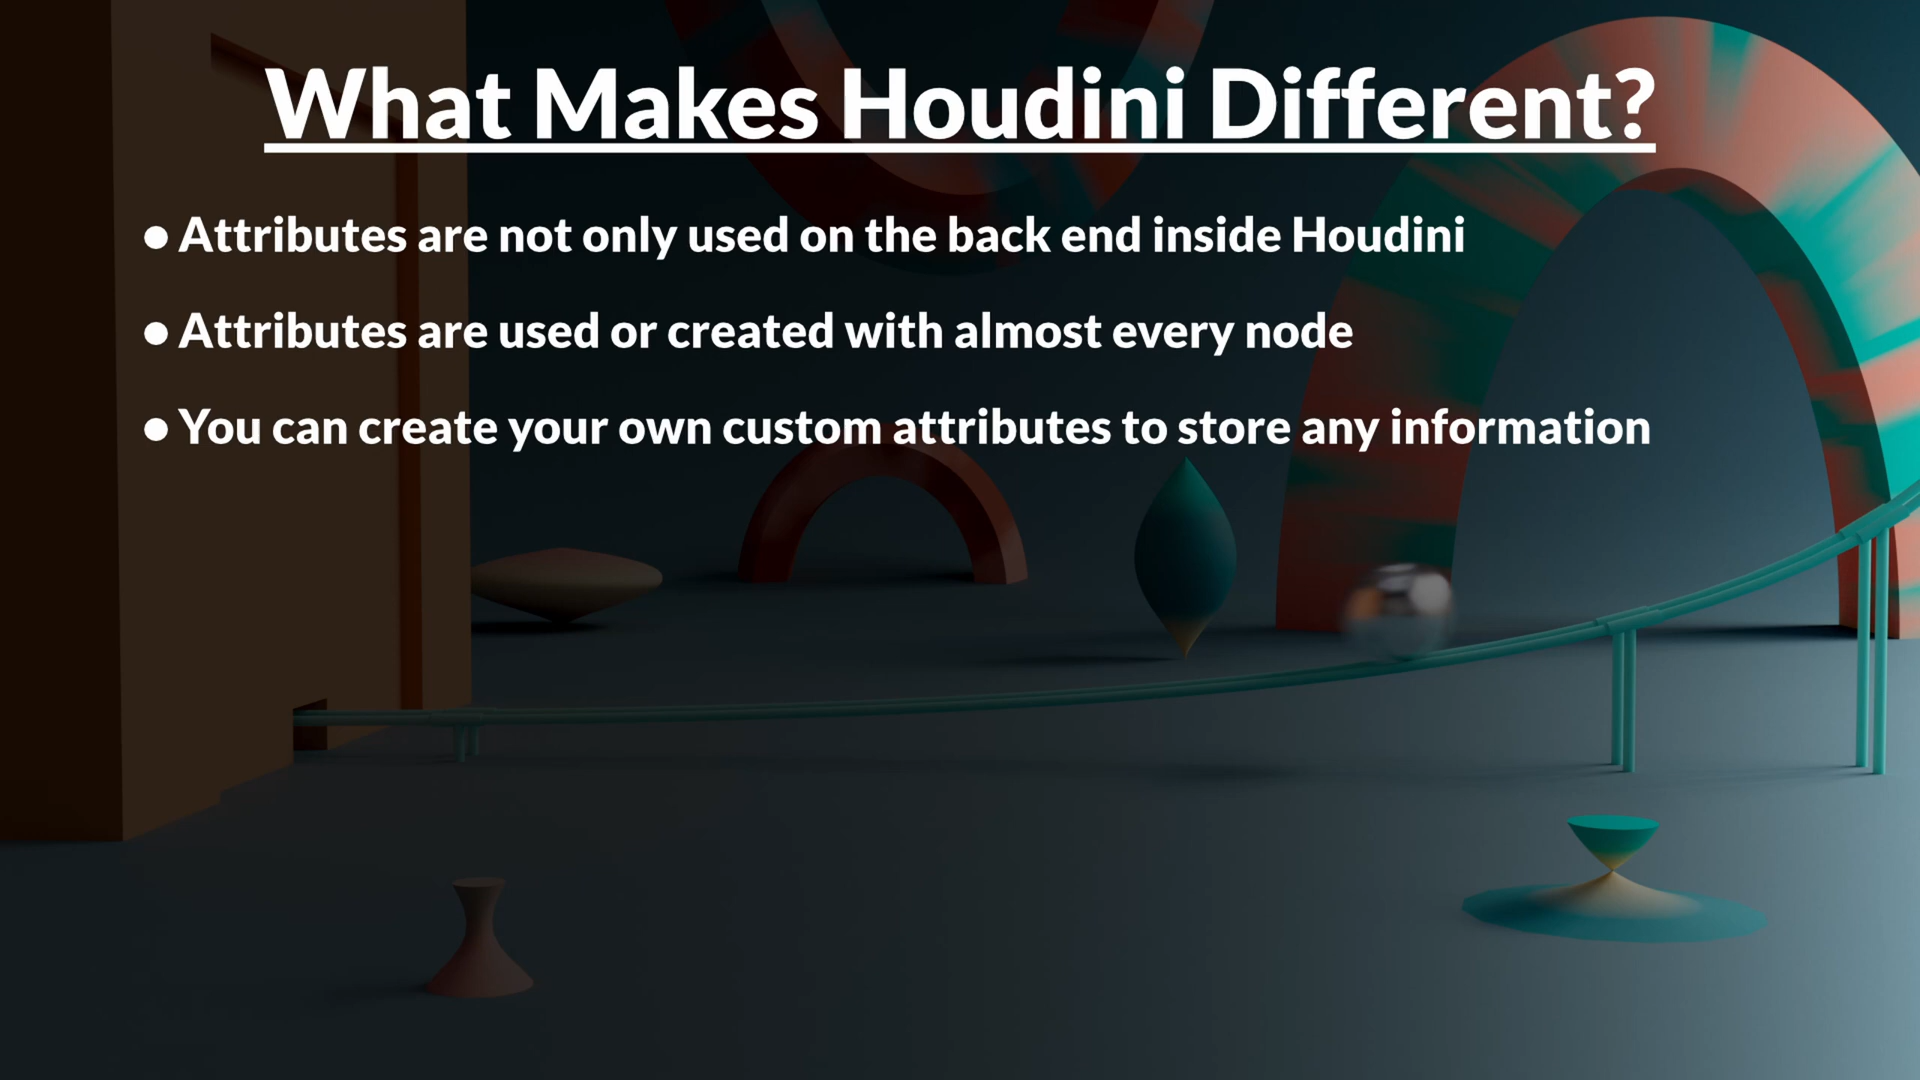 What Makes Houdini Different?
• Attributes are not only used on the back end inside Houdini
• Attributes are used or created with almost every node
• You can create your own custom attributes to store any information